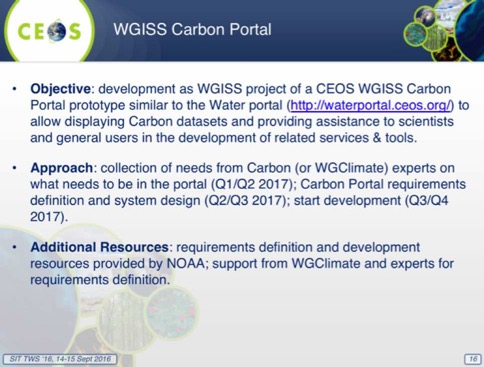 CEOS
WGISS Carbon Portal
• Objective: development as WGISS project of a CEOS WGISS Carbon
Portal prototype similar to the Water portal (http://waterportal.ceos.org/) to
allow displaying Carbon datasets and providing assistance to scientists
and general users in the development of related services & tools.
• Approach: collection of needs from Carbon (or WGClimate) experts on
what needs to be in the portal (Q1/Q2 2017); Carbon Portal requirements
definition and system design (Q2/Q3 2017); start development (Q3/Q4
2017).
• Additional Resources: requirements definition and development
resources provided by NOAA; support from WGClimate and experts for
requirements definition.
SIT TWS '16, 14-15 Sept 2016
16